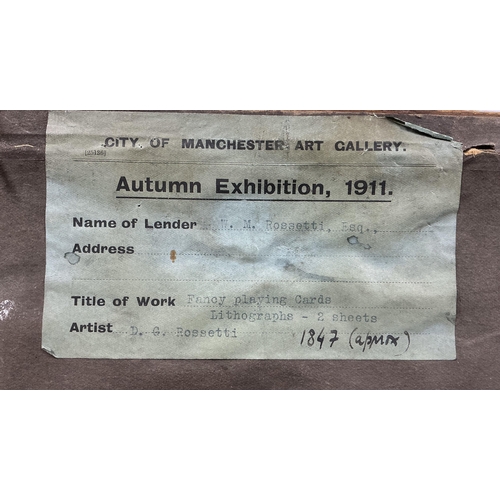 CITY OF MANCHESTER ART GALLERY.
Autumn Exhibition, 1911.
Name of Lender W. M. Rossetti, Esq.,
Address
Title of Work Fancy playing Cards
Lithographs - 2 sheets
Artist D. G. Rossetti 1847 (aprox)